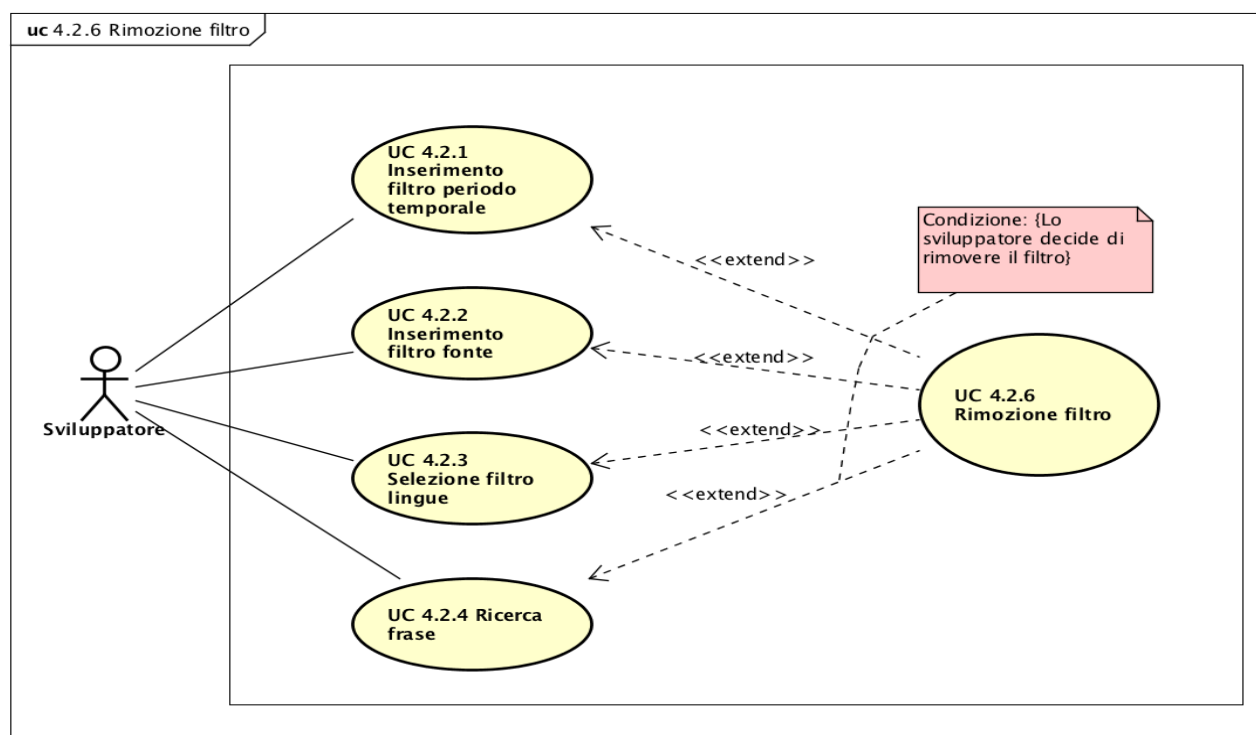 uc 4.2.6 Rimozione filtro
UC 4.2.1
Inserimento
filtro periodo
temporale
Condizione: {Lo
sviluppatore decide di
rimovere il filtro}
<<extend>>
UC 4.2.2
Inserimento
filtro fonte
<<extend>>
UC 4.2.6
Rimozione filtro
Sviluppatore
<<extend>>
UC 4.2.3
Selezione filtro
lingue
<<extend>>
UC 4.2.4 Ricerca
frase